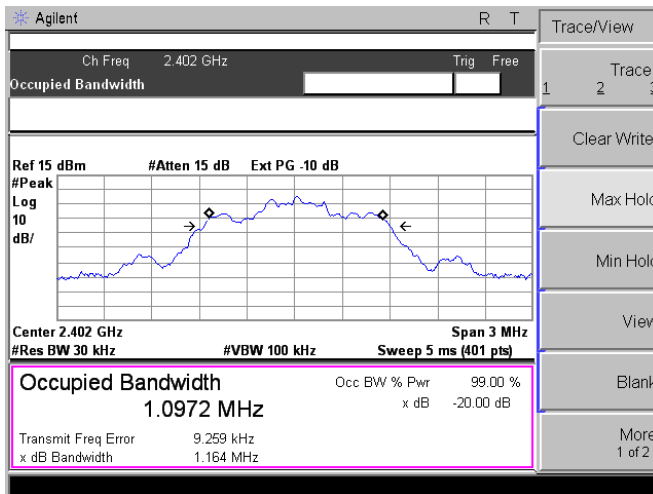 Agilent R T
Trace/View
Ch Freq 2.402 GHz Trig Free
Occupied Bandwidth
Trace
1 2
Clear Write
Ref 15 dBm #Atten 15 dB Ext PG -10 dB
#Peak
Log
10
dB/
Max Hold
Min Hold
Center 2.402 GHz Span 3 MHz
#Res BW 30 kHz #VBW 100 kHz Sweep 5 ms (401 pts)
View
Occupied Bandwidth Occ BW % Pwr 99.00 %
1.0972 MHz x dB -20.00 dB
Blank
Transmit Freq Error 9.259 kHz
x dB Bandwidth 1.164 MHz
More
1 of 2